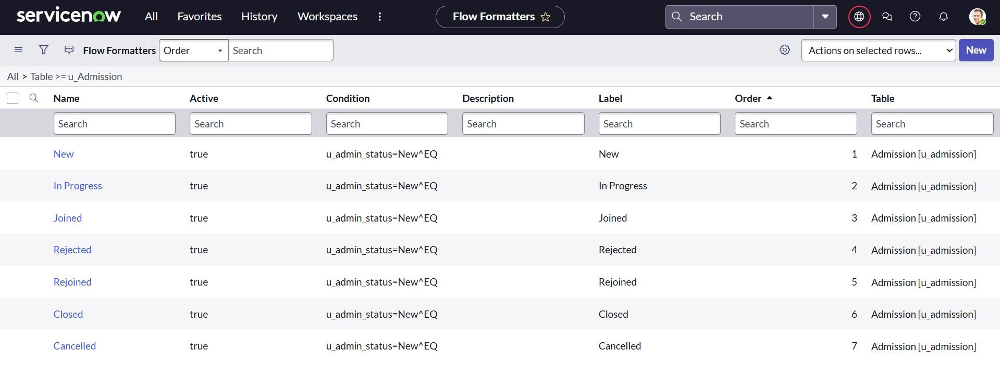 servicenow All Favorites History Workspaces Flow Formatters Search
Flow Formatters Order Search Actions on selected rows... New
All > Table >= u_Admission
Name Active Condition Description Label Order Table
Search Search Search Search Search Search Search
New true u_admin_status=New^EQ New 1 Admission [u_admission]
In Progress true u_admin_status=New^EQ In Progress 2 Admission [u_admission]
Joined true u_admin_status=New^EQ Joined 3 Admission [u_admission]
Rejected true u_admin_status=New^EQ Rejected 4 Admission [u_admission]
Rejoined true u_admin_status=New^EQ Rejoined 5 Admission [u_admission]
Closed true u_admin_status=New^EQ Closed 6 Admission [u_admission]
Cancelled true u_admin_status=New^EQ Cancelled 7 Admission [u_admission]